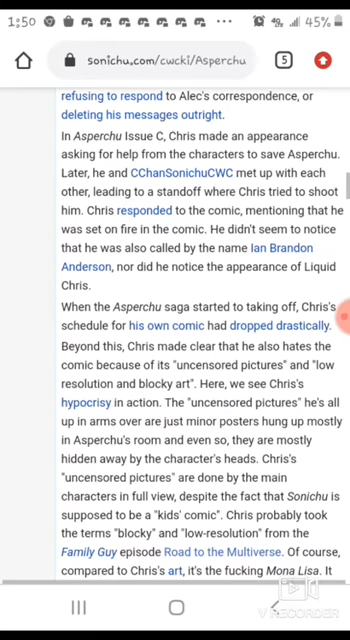 1:50 ... 45%
sonichu.com/cwcki/Asperchu 5
refusing to respond to Alec's correspondence, or
deleting his messages outright.
In Asperchu Issue C, Chris made an appearance
asking for help from the characters to save Asperchu.
Later, he and CChanSonichuCWC met up with each
other, leading to a standoff where Chris tried to shoot
him. Chris responded to the comic, mentioning that he
was set on fire in the comic. He didn't seem to notice
that he was also called by the name Ian Brandon
Anderson, nor did he notice the appearance of Liquid
Chris.
When the Asperchu saga started to taking off, Chris's
schedule for his own comic had dropped drastically.
Beyond this, Chris made clear that he also hates the
comic because of its "uncensored pictures" and "low
resolution and blocky art". Here, we see Chris's
hypocrisy in action. The "uncensored pictures" he's all
up in arms over are just minor posters hung up mostly
in Asperchu's room and even so, they are mostly
hidden away by the character's heads. Chris's
"uncensored pictures" are done by the main
characters in full view, despite the fact that Sonichu is
supposed to be a "kids' comic". Chris probably took
the terms "blocky" and "low-resolution" from the
Family Guy episode Road to the Multiverse. Of course,
compared to Chris's art, it's the fucking Mona Lisa. It
V RECORDER